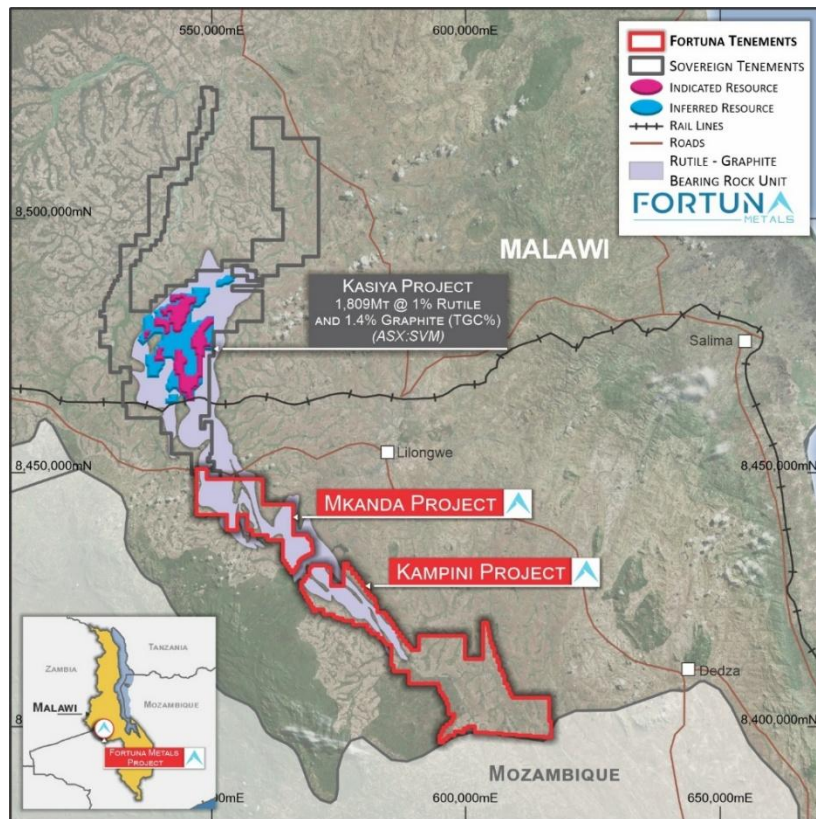 550,000mE
600,000mE
FORTUNA TENEMENTS
SOVEREIGN TENEMENTS
INDICATED RESOURCE
INFERRED RESOURCE
RAIL LINES
ROADS
RUTILE - GRAPHITE
BEARING ROCK UNIT
FORTUNA
METALS
8,500,000mN
8,500,000mN
MALAWI
KASIYA PROJECT
1,809MT @ 1% RUTILE
AND 1.4% GRAPHITE (TGC%)
(ASX:SVM)
Salima
Lilongwe
8,450,000mN
8,450,000mN
MKANDA PROJECT
KAMPINI PROJECT
Dedza
8,400,000mN
MOZAMBIQUE
TANZANIA
ZAMBIA
MALAWI
MOZAMBIQUE
FORTUNA METALS
PROJECT
600,000mE
650,000mE